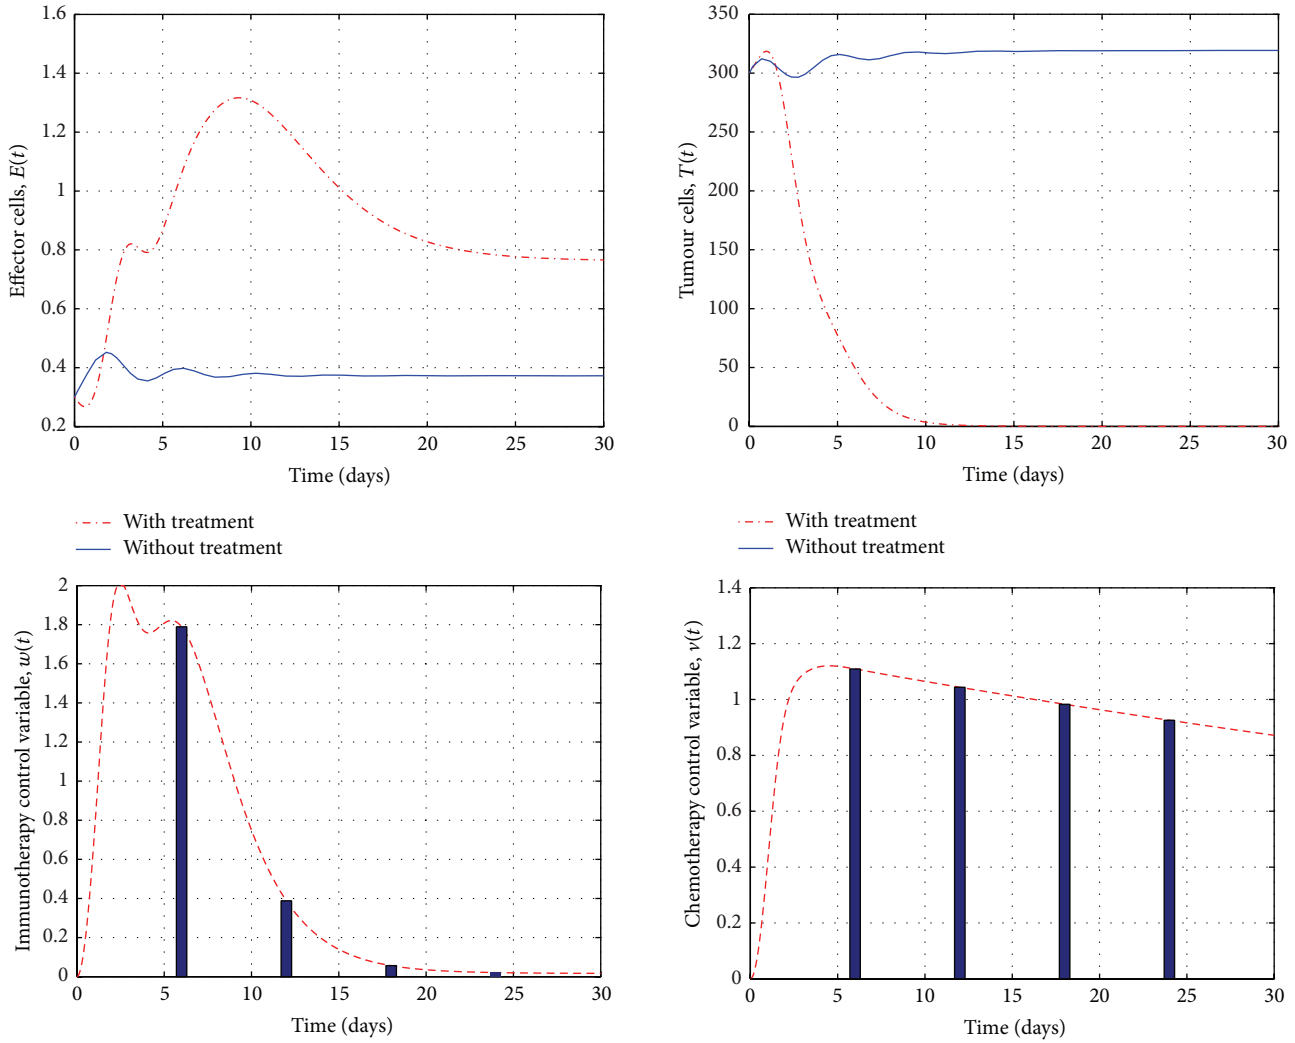 1.6
1.4
1.2
1
0.8
0.6
0.4
0.2
Effector cells, E(t)
0 5 10 15 20 25 30
Time (days)
With treatment
Without treatment
350
300
250
200
150
100
50
0
Tumour cells, T(t)
0 5 10 15 20 25 30
Time (days)
With treatment
Without treatment
2
1.8
1.6
1.4
1.2
1
0.8
0.6
0.4
0.2
0
Immunotherapy control variable, w(t)
0 5 10 15 20 25 30
Time (days)
1.4
1.2
1
0.8
0.6
0.4
0.2
0
Chemotherapy control variable, v(t)
0 5 10 15 20 25 30
Time (days)